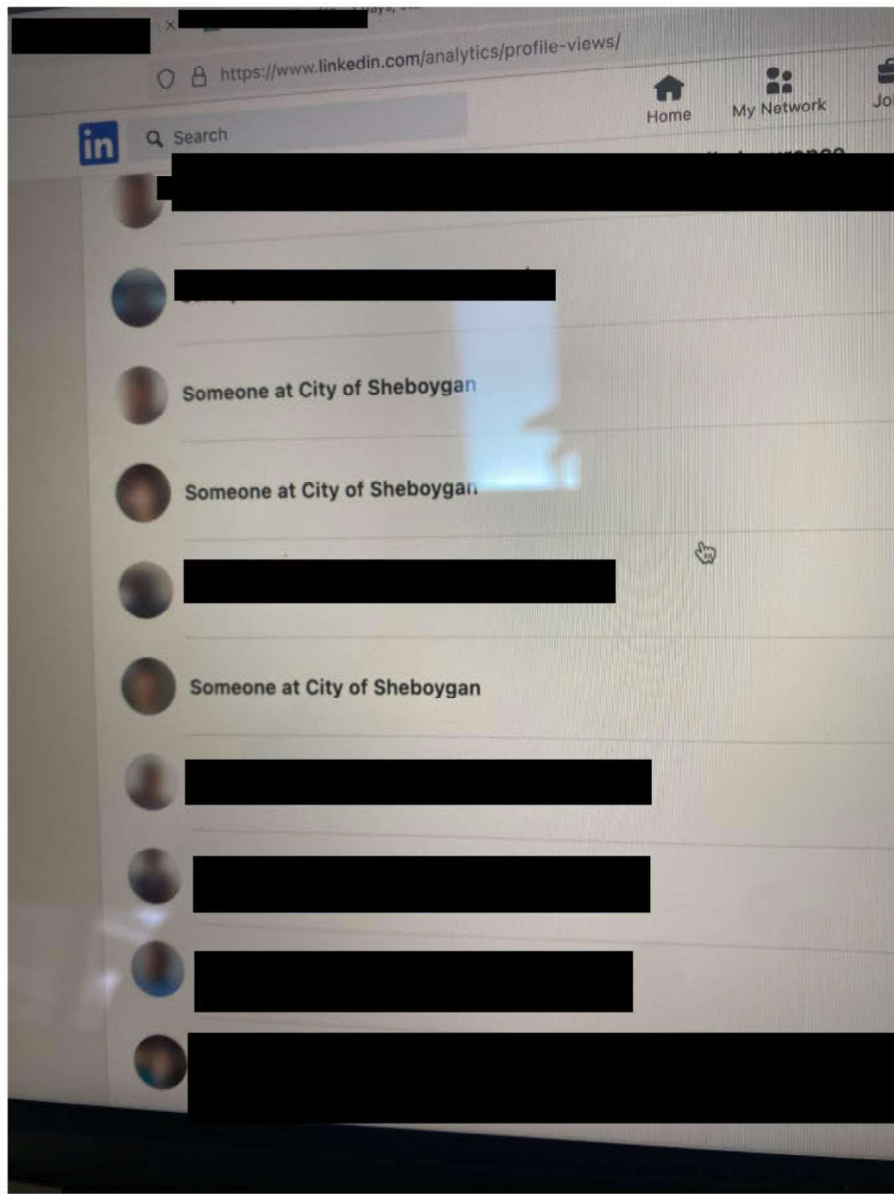 https://www.linkedin.com/analytics/profile-views/
in
Search
Home
My Network
Someone at City of Sheboygan
Someone at City of Sheboygan
Someone at City of Sheboygan